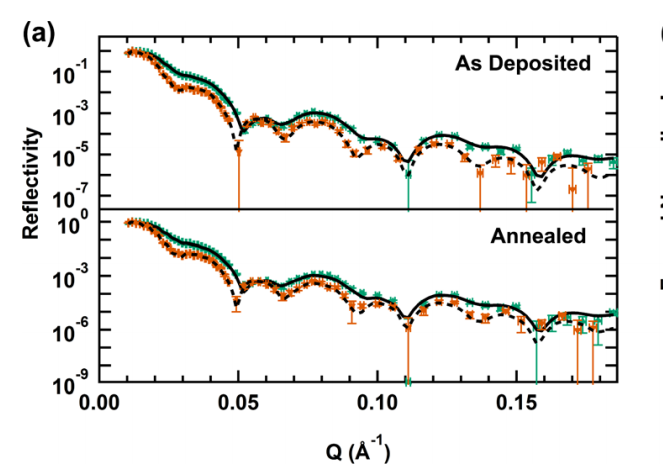 (a)
As Deposited
10^-1
10^-3
10^-5
10^-7
Reflectivity
Annealed
10^0
10^-3
10^-6
10^-9
0.00 0.05 0.10 0.15
Q (Å^-1)